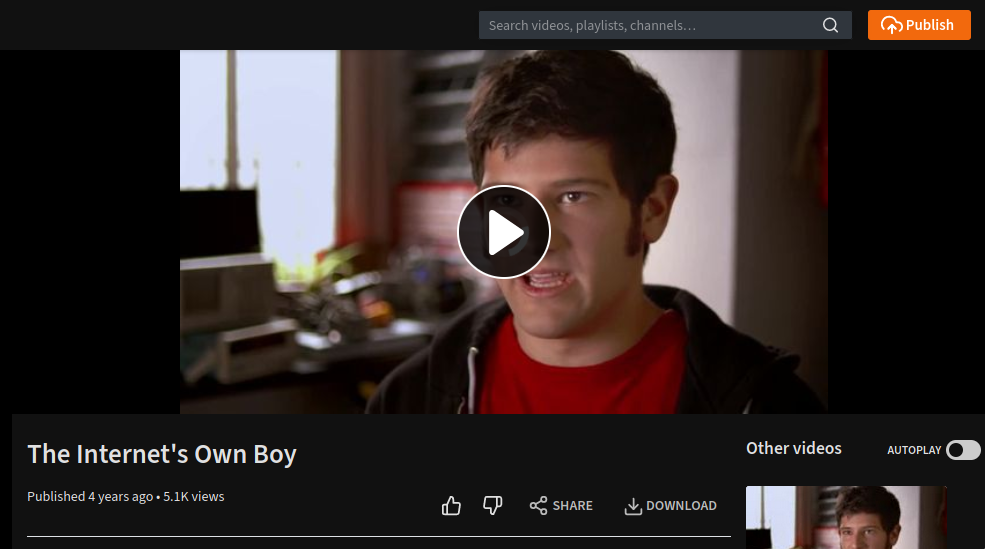 Search videos, playlists, channels…
Publish
The Internet's Own Boy
Published 4 years ago • 5.1K views
SHARE
DOWNLOAD
Other videos
AUTOPLAY